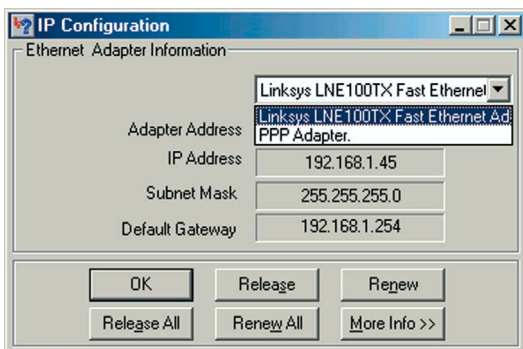 IP Configuration
Ethernet Adapter Information
Linksys LNE100TX Fast Ethernet
Linksys LNE100TX Fast Ethernet Ad
PPP Adapter.
Adapter Address
IP Address 192.168.1.45
Subnet Mask 255.255.255.0
Default Gateway 192.168.1.254
OK Release Renew
Release All Renew All More Info >>